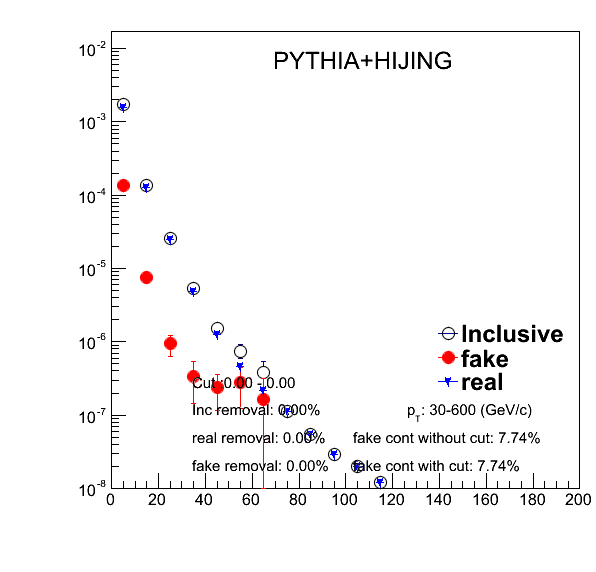 PYTHIA+HIJING
10^-2
10^-3
10^-4
10^-5
10^-6
10^-7
10^-8
Inclusive
fake
real
Cut: 0.00 - 0.00
Inc removal: 0.00%
p_T: 30-600 (GeV/c)
real removal: 0.00%
fake cont without cut: 7.74%
fake removal: 0.00%
fake cont with cut: 7.74%
0 20 40 60 80 100 120 140 160 180 200